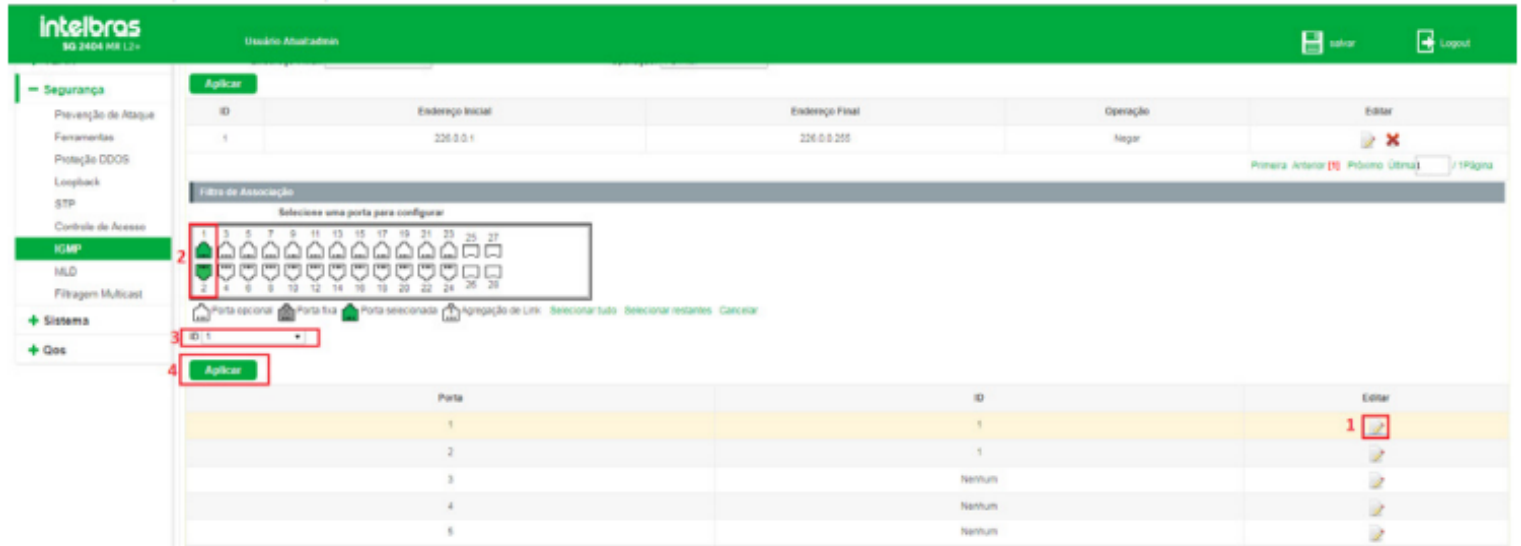 intelbras
SG 2404 MR L2+
Usuário Atual:admin
salvar
Logout
Segurança
Prevenção de Ataque
Ferramentas
Proteção DDOS
Loopback
STP
Controle de Acesso
IGMP
MLD
Filtragem Multicast
Sistema
Qos
Aplicar
ID Endereço Inicial Endereço Final Operação Editar
1 226.0.0.1 226.0.0.255 Negar
Primeira Anterior [1] Próximo Última 1 / 1Página
Filtro de Associação
Selecione uma porta para configurar
1 3 5 7 9 11 13 15 17 19 21 23 25 27
2
2 4 6 8 10 12 14 16 18 20 22 24 26 28
Porta opcional Porta fixa Porta selecionada Agregação de Link Selecionar tudo Selecionar restantes Cancelar
3 ID 1
4 Aplicar
Porta ID Editar
1 1 1
2 1
3 Nenhum
4 Nenhum
5 Nenhum